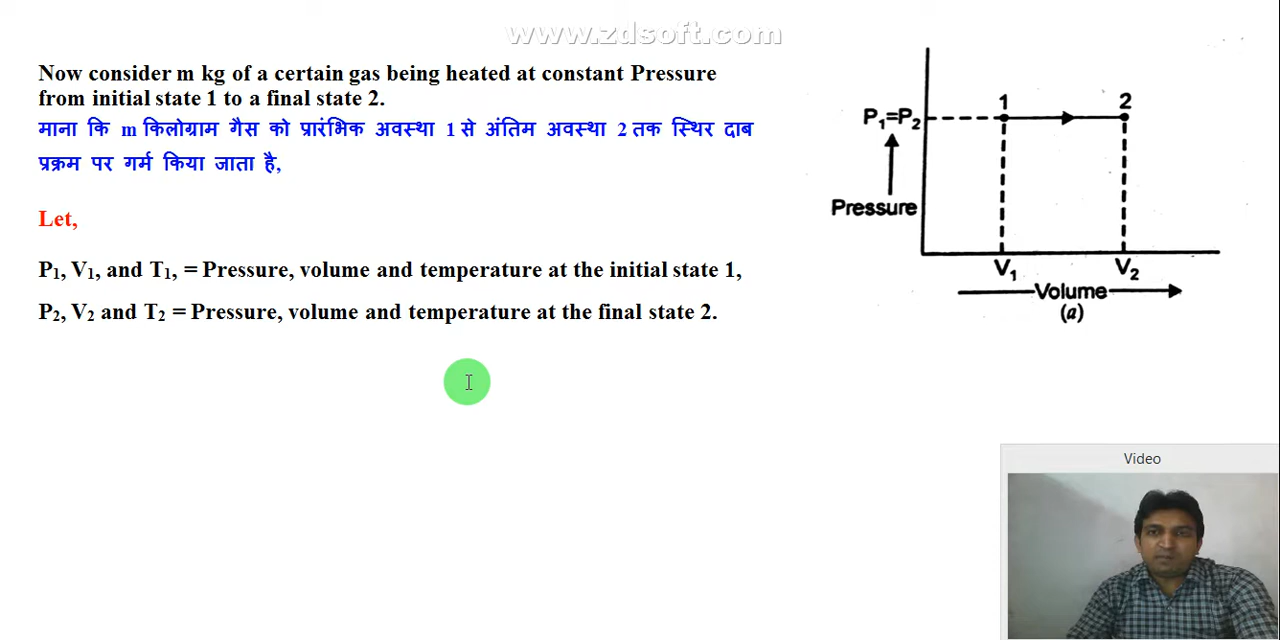 www.zdsoft.com
Now consider m kg of a certain gas being heated at constant Pressure
from initial state 1 to a final state 2.
माना कि m किलोग्राम गैस को प्रारंभिक अवस्था 1 से अंतिम अवस्था 2 तक स्थिर दाब
प्रक्रम पर गर्म किया जाता है,
Let,
P₁, V₁, and T₁, = Pressure, volume and temperature at the initial state 1,
P₂, V₂ and T₂ = Pressure, volume and temperature at the final state 2.
1 2
P₁=P₂
Pressure
V₁ V₂
Volume
(a)
Video